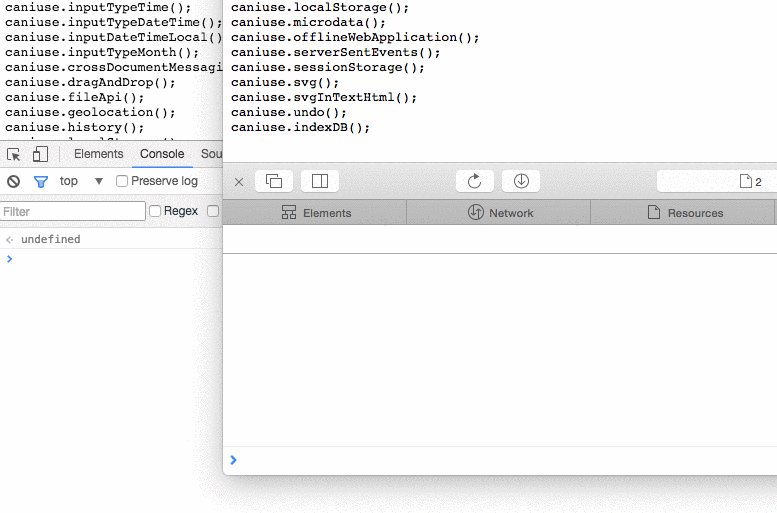 caniuse.inputTypeTime();
caniuse.inputTypeDateTime();
caniuse.inputDateTimeLocal()
caniuse.inputTypeMonth();
caniuse.crossDocumentMessagi
caniuse.dragAndDrop();
caniuse.fileApi();
caniuse.geolocation();
caniuse.history();
Elements Console Sou
top Preserve log
Filter Regex
undefined
caniuse.localStorage();
caniuse.microdata();
caniuse.offlineWebApplication();
caniuse.serverSentEvents();
caniuse.sessionStorage();
caniuse.svg();
caniuse.svgInTextHtml();
caniuse.undo();
caniuse.indexDB();
2
Elements Network Resources